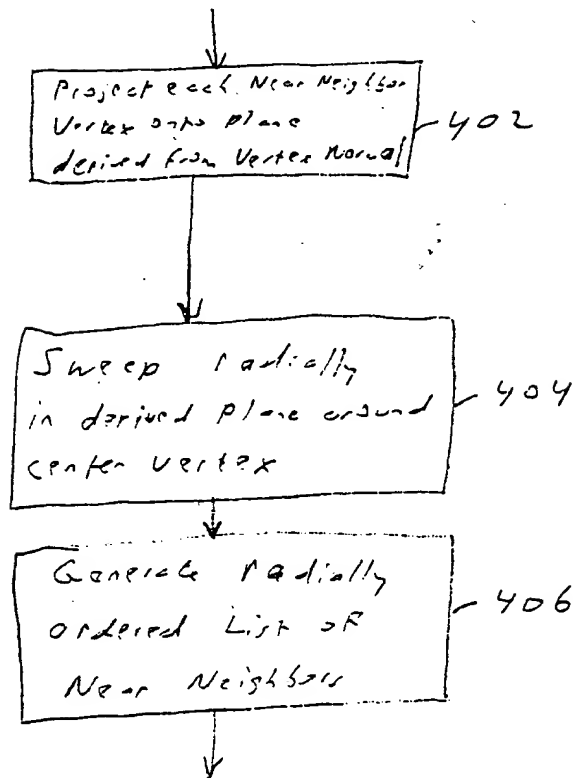 Project each Near Neighbor
Vertex onto plane
derived from Vertex Normal
402
Sweep radially
in derived plane around
center vertex
404
Generate radially
ordered List of
Near Neighbors
406